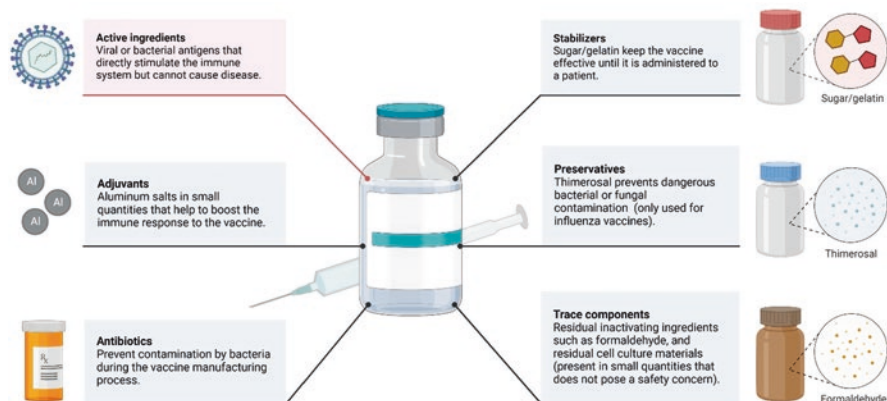 Active ingredients
Viral or bacterial antigens that
directly stimulate the immune
system but cannot cause disease.
Stabilizers
Sugar/gelatin keep the vaccine
effective until it is administered to
a patient.
Sugar/gelatin
Al
Al
Al
Adjuvants
Aluminum salts in small
quantities that help to boost the
immune response to the vaccine.
Preservatives
Thimerosal prevents dangerous
bacterial or fungal
contamination (only used for
influenza vaccines).
Thimerosal
Rx
Antibiotics
Prevent contamination by bacteria
during the vaccine manufacturing
process.
Trace components
Residual inactivating ingredients
such as formaldehyde, and
residual cell culture materials
(present in small quantities that
does not pose a safety concern).
Formaldehyde